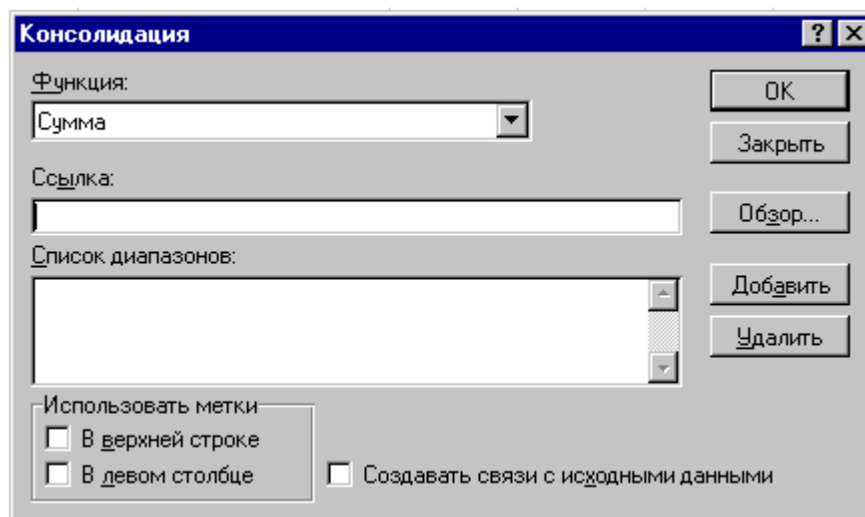 Консолидация
Функция:
Сумма
OK
Закрыть
Ссылка:
Обзор...
Список диапазонов:
Добавить
Удалить
Использовать метки
В верхней строке
В левом столбце
Создавать связи с исходными данными